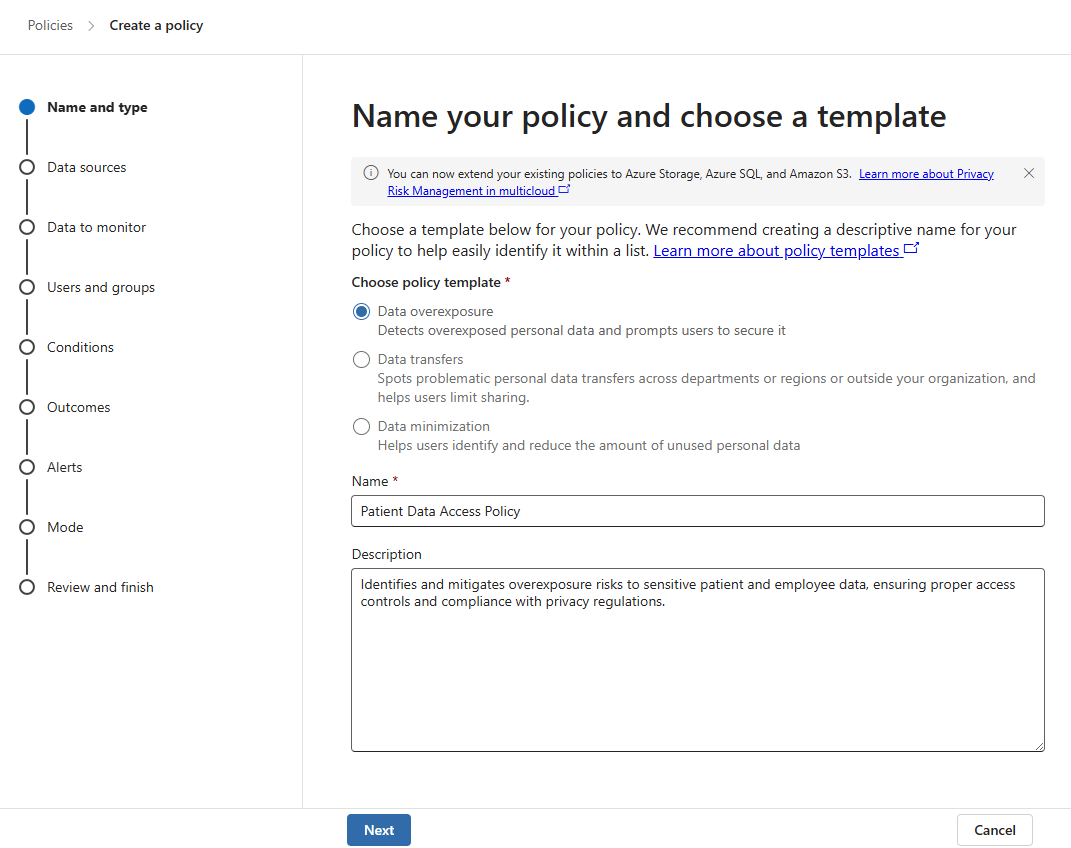 Policies > Create a policy
Name and type
Data sources
Data to monitor
Users and groups
Conditions
Outcomes
Alerts
Mode
Review and finish
Name your policy and choose a template
You can now extend your existing policies to Azure Storage, Azure SQL, and Amazon S3. Learn more about Privacy
Risk Management in multicloud
Choose a template below for your policy. We recommend creating a descriptive name for your
policy to help easily identify it within a list. Learn more about policy templates
Choose policy template *
Data overexposure
Detects overexposed personal data and prompts users to secure it
Data transfers
Spots problematic personal data transfers across departments or regions or outside your organization, and
helps users limit sharing.
Data minimization
Helps users identify and reduce the amount of unused personal data
Name *
Patient Data Access Policy
Description
Identifies and mitigates overexposure risks to sensitive patient and employee data, ensuring proper access
controls and compliance with privacy regulations.
Next
Cancel